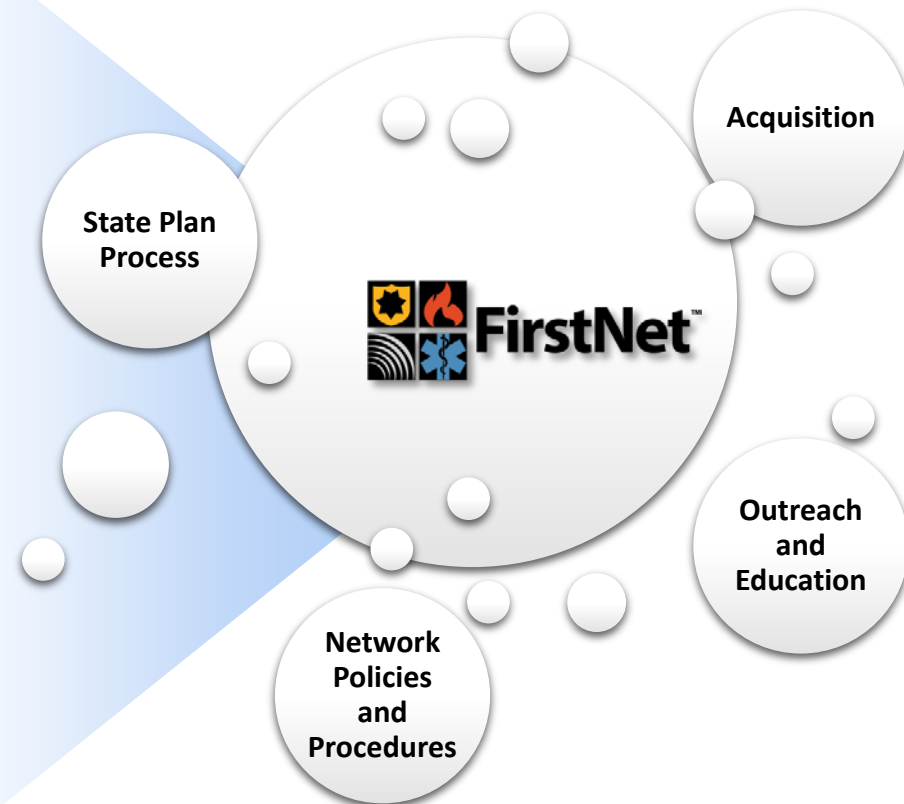 Acquisition
State Plan
Process
FirstNet™
Outreach
and
Education
Network
Policies
and
Procedures